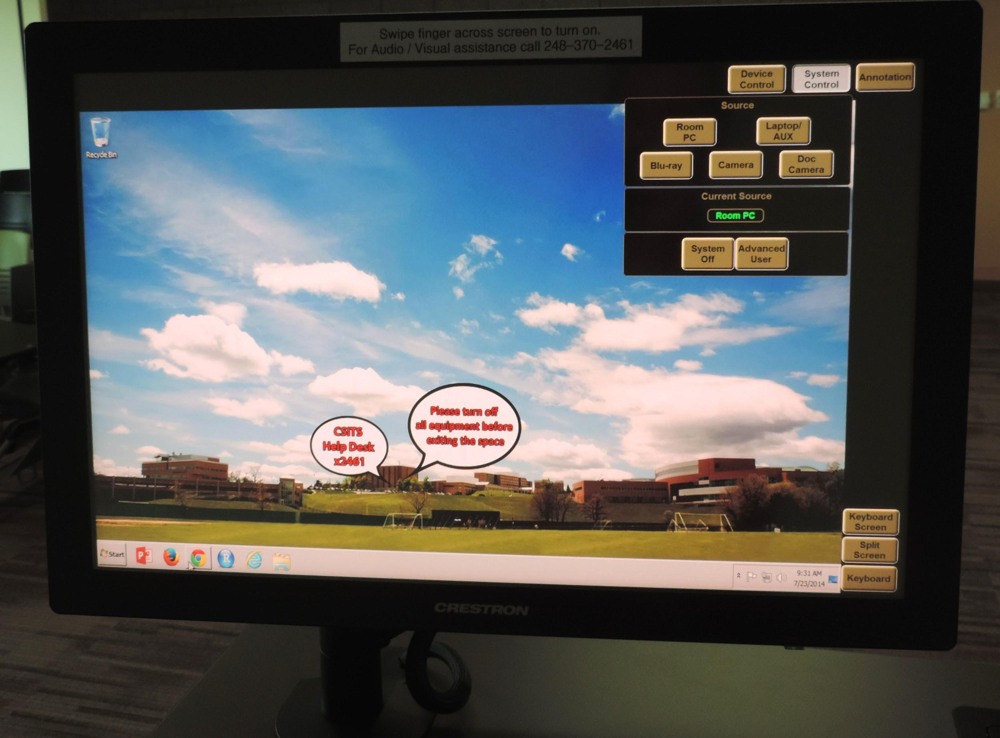 Swipe finger across screen to turn on.
For Audio / Visual assistance call 248-370-2461
Device
Control
System
Control
Annotation
Source
Room
PC
Laptop/
AUX
Blu-ray
Camera
Doc
Camera
Current Source
Room PC
System
Off
Advanced
User
Recycle Bin
CSITS
Help Desk
x2461
Please turn off
all equipment before
exiting the space
Keyboard
Screen
Split
Screen
Keyboard
Start
P
R
9:31 AM
7/23/2014
CRESTRON